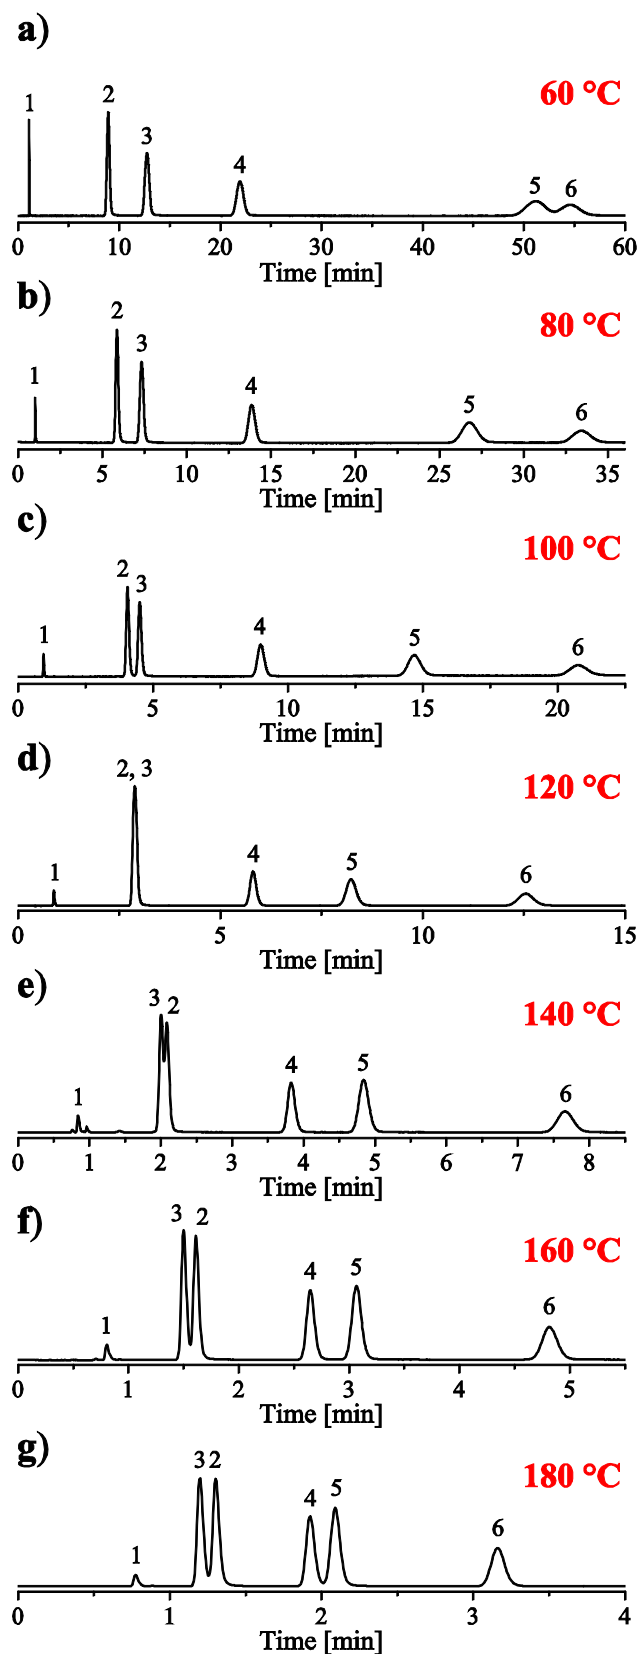 a)
60 °C
1 2 3 4 5 6
0 10 20 30 40 50 60
Time [min]
b)
80 °C
1 2 3 4 5 6
0 5 10 15 20 25 30 35
Time [min]
c)
100 °C
1 2 3 4 5 6
0 5 10 15 20
Time [min]
d)
120 °C
1 2, 3 4 5 6
0 5 10 15
Time [min]
e)
140 °C
1 3 2 4 5 6
0 1 2 3 4 5 6 7 8
Time [min]
f)
160 °C
1 3 2 4 5 6
0 1 2 3 4 5
Time [min]
g)
180 °C
1 3 2 4 5 6
0 1 2 3 4
Time [min]